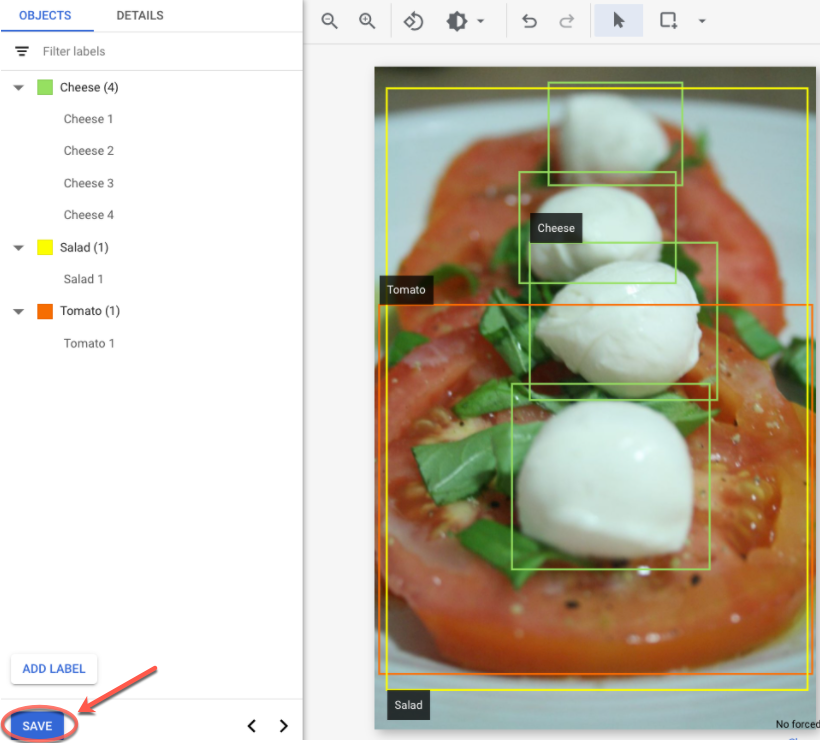 OBJECTS DETAILS
Filter labels
Cheese (4)
Cheese 1
Cheese 2
Cheese 3
Cheese 4
Salad (1)
Salad 1
Tomato (1)
Tomato 1
ADD LABEL
SAVE
Cheese
Tomato
Salad
No forced